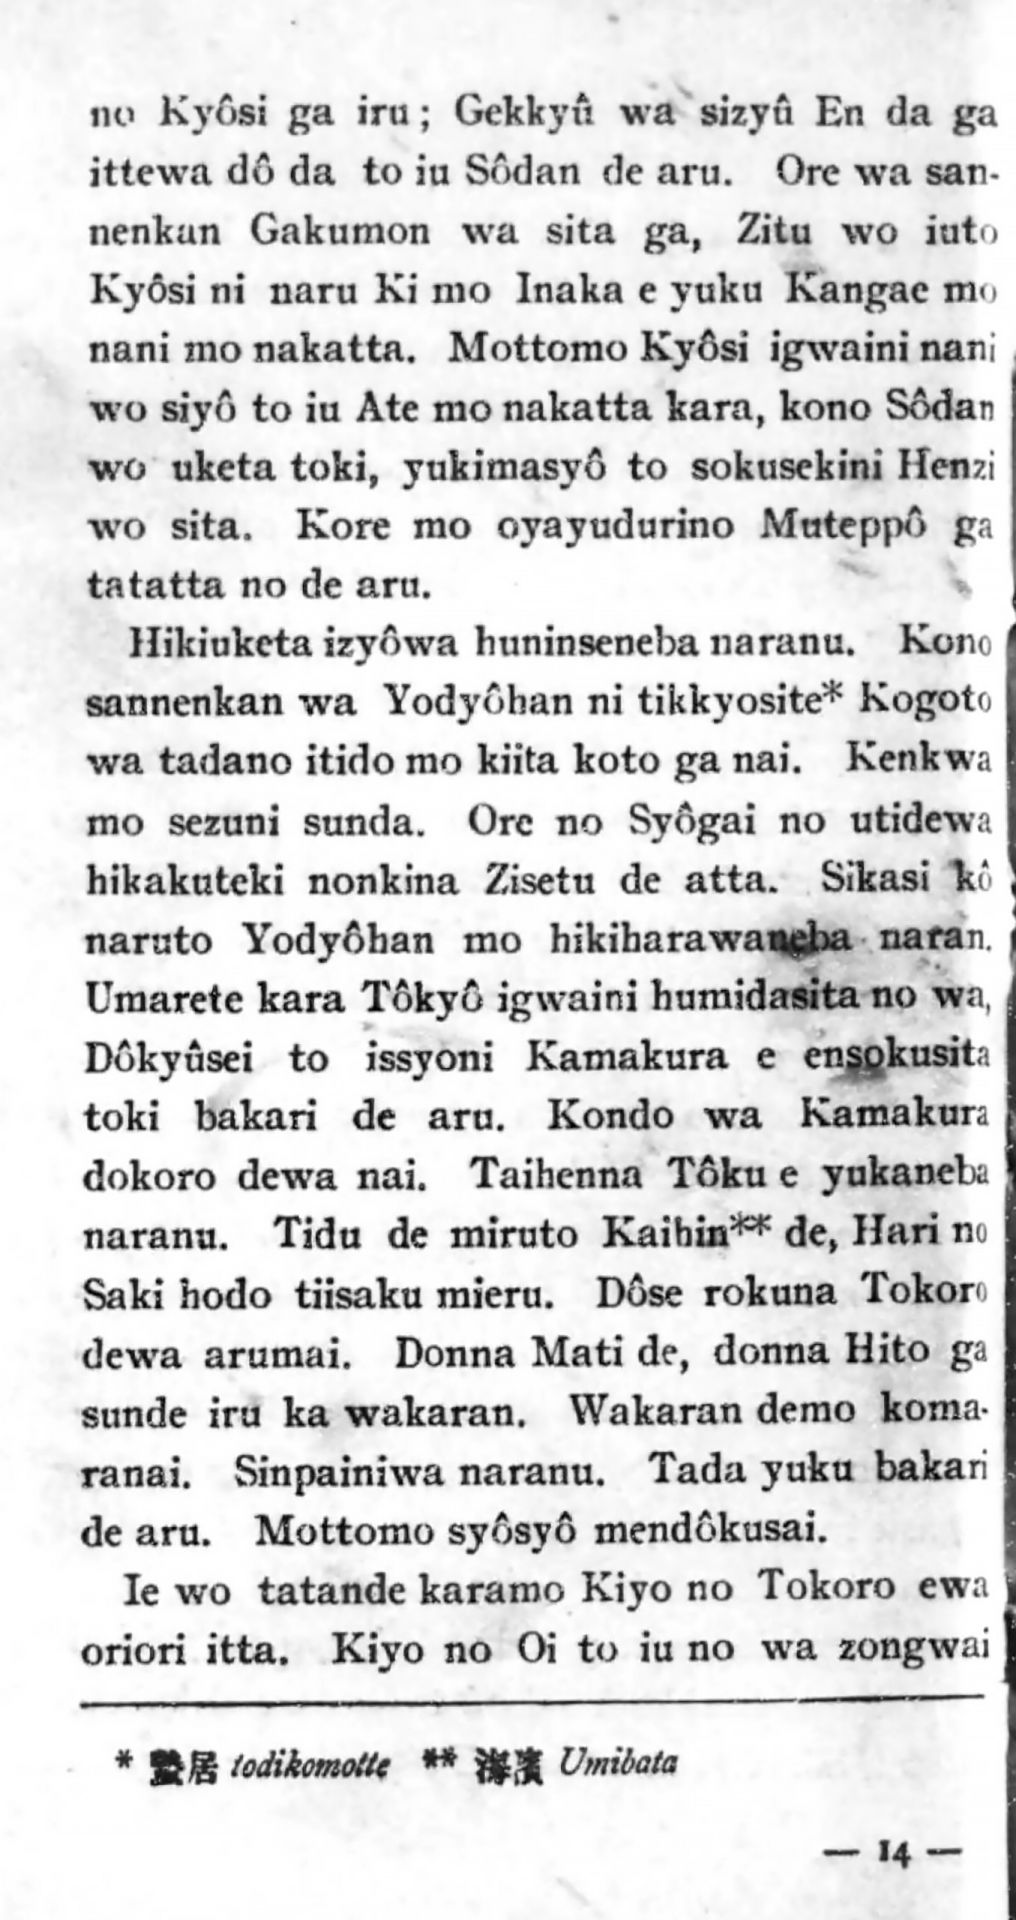 no Kyôsi ga iru; Gekkyû wa sizyû En da ga
ittewa dô da to iu Sôdan de aru. Ore wa san-
nenkan Gakumon wa sita ga, Zitu wo iuto
Kyôsi ni naru Ki mo Inaka e yuku Kangae mo
nani mo nakatta. Mottomo Kyôsi igwaini nani
wo siyô to iu Ate mo nakatta kara, kono Sôdan
wo uketa toki, yukimasyô to sokusekini Henzi
wo sita. Kore mo oyayudurino Muteppô ga
tatatta no de aru.
Hikiuketa izyôwa huninseneba naranu. Kono
sannenkan wa Yodyôhan ni tikkyosite* Kogoto
wa tadano itido mo kiita koto ga nai. Kenkwa
mo sezuni sunda. Ore no Syôgai no utidewa
hikakuteki nonkina Zisetu de atta. Sikasi kô
naruto Yodyôhan mo hikiharawaneba naran.
Umarete kara Tôkyô igwaini humidasita no wa,
Dôkyûsei to issyoni Kamakura e ensokusita
toki bakari de aru. Kondo wa Kamakura
dokoro dewa nai. Taihenna Tôku e yukaneba
naranu. Tidu de miruto Kaihin** de, Hari no
Saki hodo tiisaku mieru. Dôse rokuna Tokoro
dewa arumai. Donna Mati de, donna Hito ga
sunde iru ka wakaran. Wakaran demo koma-
ranai. Sinpainiwa naranu. Tada yuku bakari
de aru. Mottomo syôsyô mendôkusai.
Ie wo tatande karamo Kiyo no Tokoro ewa
oriori itta. Kiyo no Oi to iu no wa zongwai
* 蟄居 todikomotte ** 海濱 Umibata
— 14 —